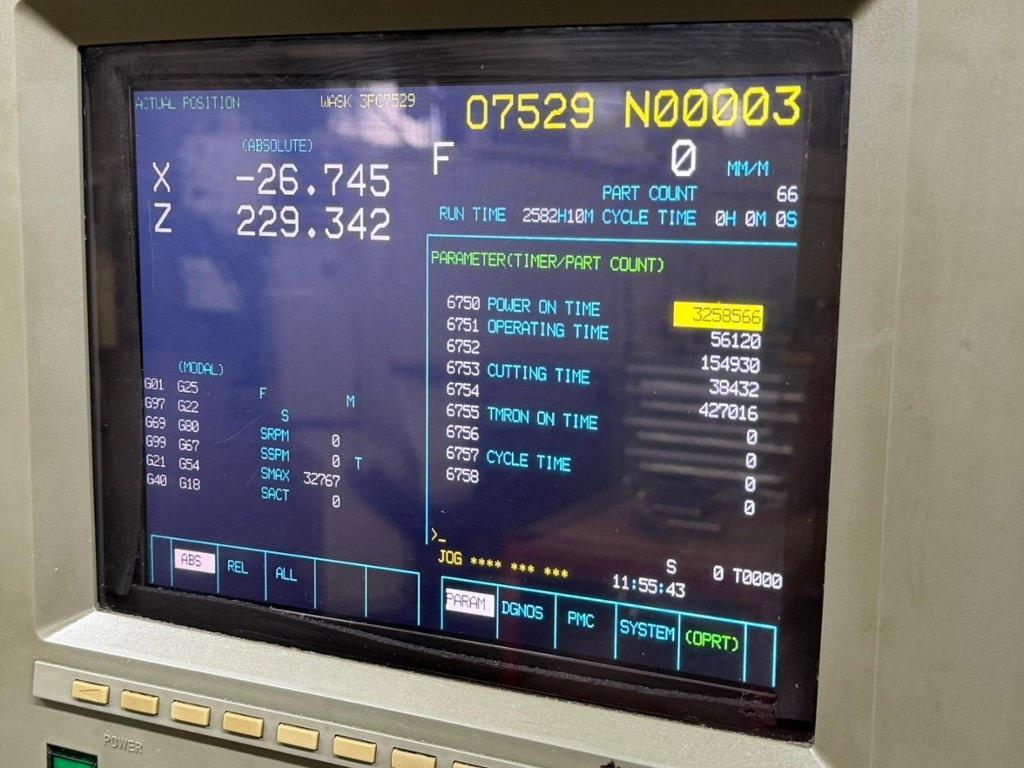 ACTUAL POSITION WASK 3FC7529 O7529 N00003
(ABSOLUTE)
X -26.745
Z 229.342
F 0 MM/M
PART COUNT 66
RUN TIME 2582H10M CYCLE TIME 0H 0M 0S
(MODAL)
G01 G25 F M
G97 G22 S
G69 G80 SRPM 0
G99 G67 SSPM 0 T
G21 G54 SMAX 32767
G40 G18 SACT 0
PARAMETER(TIMER/PART COUNT)
6750 POWER ON TIME 3258566
6751 OPERATING TIME 56120
6752 154930
6753 CUTTING TIME 38432
6754 427016
6755 TMRON ON TIME 0
6756 0
6757 CYCLE TIME 0
6758 0
>_
S 0 T0000
JOG **** *** *** 11:55:43
ABS REL ALL
PARAM DGNOS PMC SYSTEM (OPRT)
POWER